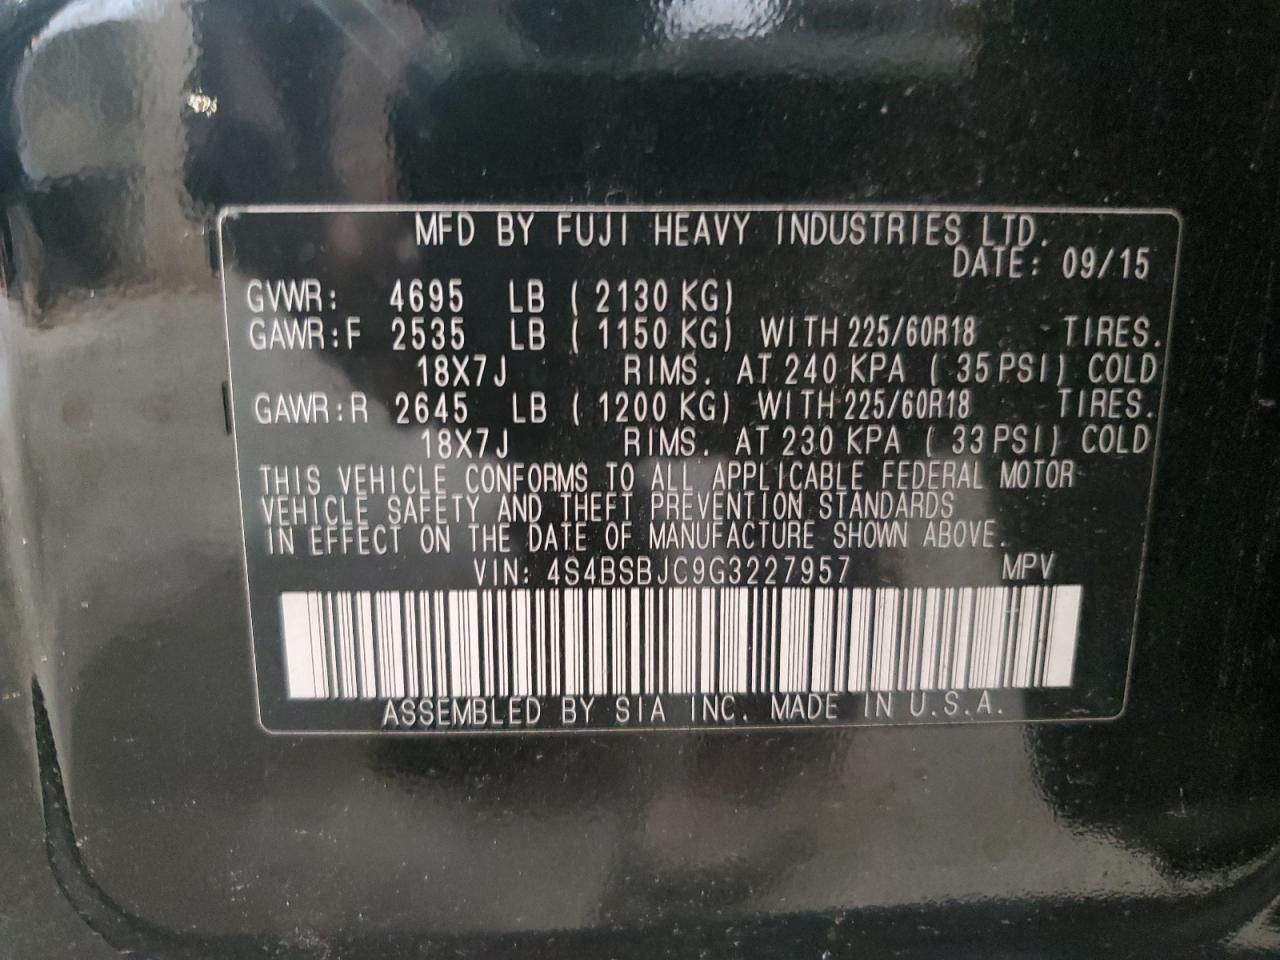 MFD BY FUJI HEAVY INDUSTRIES LTD.
DATE: 09/15
GVWR: 4695 LB ( 2130 KG)
GAWR:F 2535 LB ( 1150 KG) WITH 225/60R18 TIRES.
18X7J RIMS. AT 240 KPA ( 35 PSI) COLD
GAWR:R 2645 LB ( 1200 KG) WITH 225/60R18 TIRES.
18X7J RIMS. AT 230 KPA ( 33 PSI) COLD
THIS VEHICLE CONFORMS TO ALL APPLICABLE FEDERAL MOTOR
VEHICLE SAFETY AND THEFT PREVENTION STANDARDS
IN EFFECT ON THE DATE OF MANUFACTURE SHOWN ABOVE.
VIN: 4S4BSBJC9G3227957 MPV
ASSEMBLED BY SIA INC. MADE IN U.S.A.